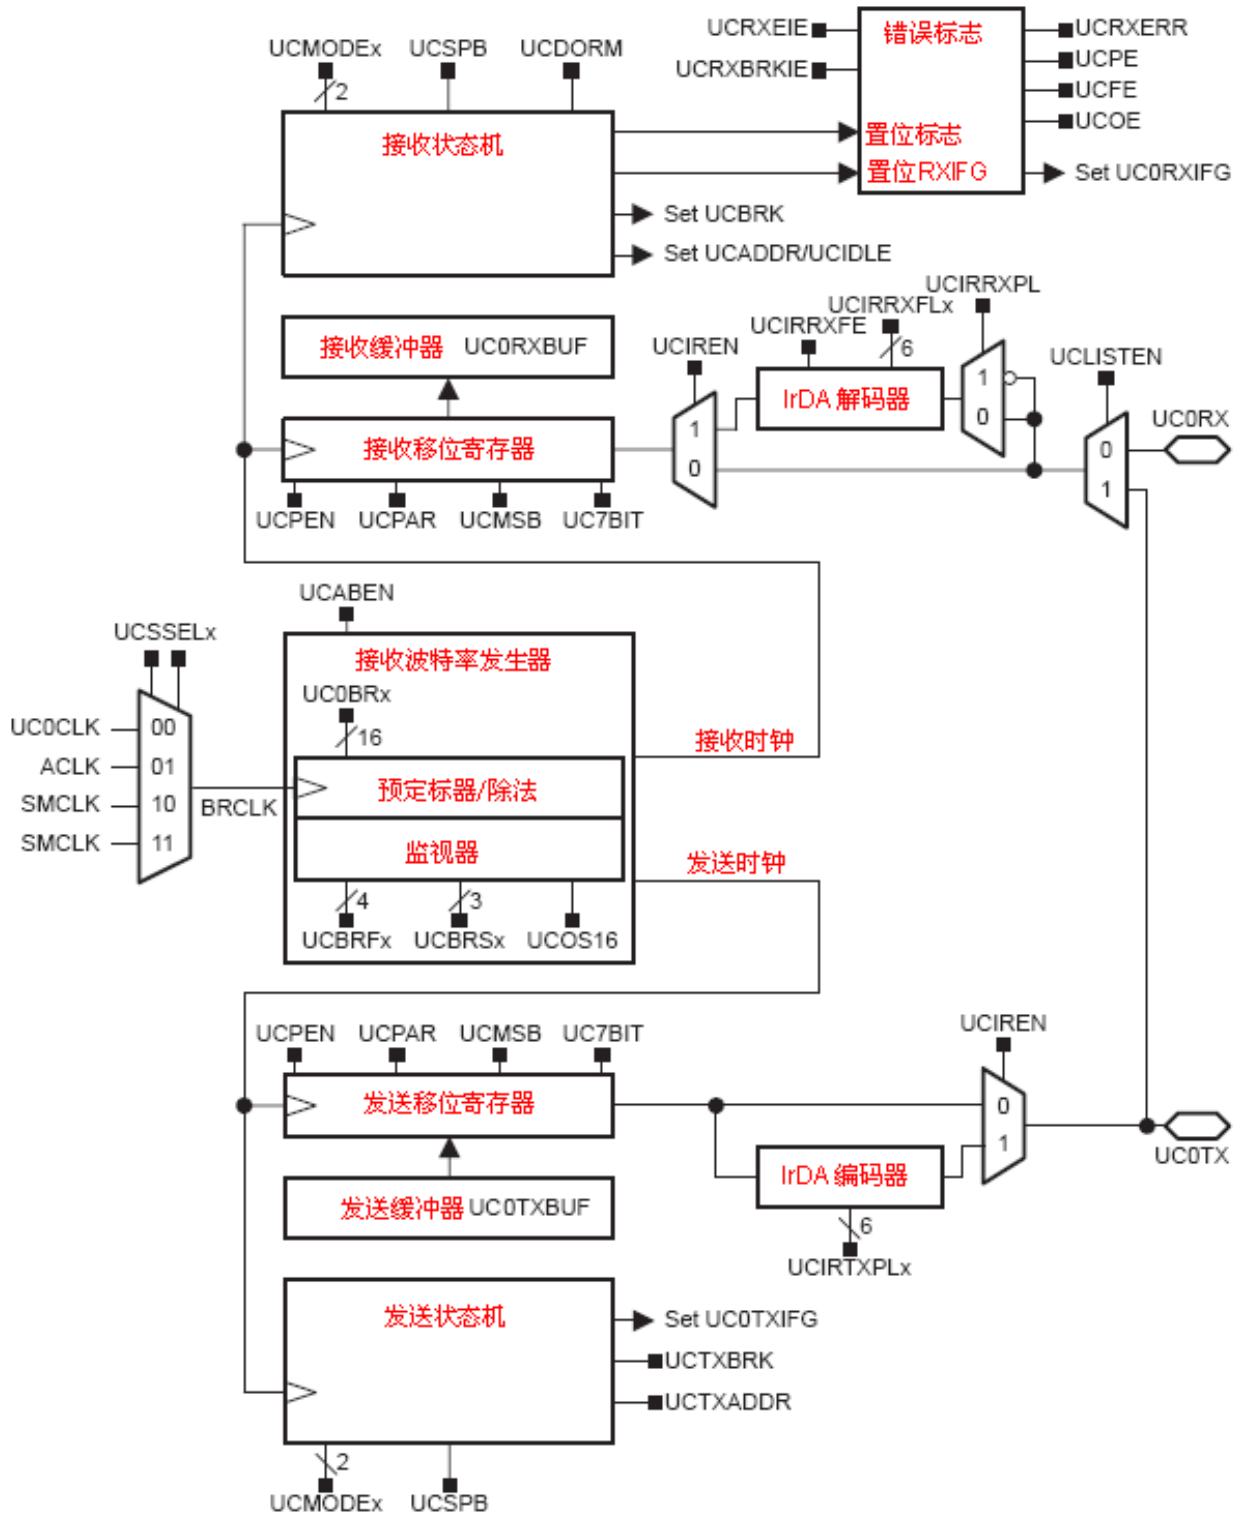 UCRXEIE
错误标志
UCRXERR
UCMODEx
UCSPB
UCDORM
UCRXBRKIE
UCPE
2
UCFE
UCOE
接收状态机
置位标志
置位RXIFG
Set UC0RXIFG
Set UCBRK
Set UCADDR/UCIDLE
UCIRRXPL
UCIRRXFLx
UCIRRXFE
接收缓冲器 UC0RXBUF
UCIREN
6
UCLISTEN
1
IrDA 解码器
0
UC0RX
接收移位寄存器
1
0
0
1
UCPEN
UCPAR
UCMSB
UC7BIT
UCABEN
UCSSELx
接收波特率发生器
UC0BRx
UC0CLK
00
16
接收时钟
ACLK
01
预定标器/除法
SMCLK
10
BRCLK
SMCLK
11
监视器
发送时钟
4
3
UCBRFx
UCBRSx
UCOS16
UCPEN
UCPAR
UCMSB
UC7BIT
UCIREN
发送移位寄存器
0
1
UC0TX
IrDA 编码器
发送缓冲器 UC0TXBUF
6
UCIRTXPLx
发送状态机
Set UC0TXIFG
UCTXBRK
UCTXADDR
2
UCMODEx
UCSPB